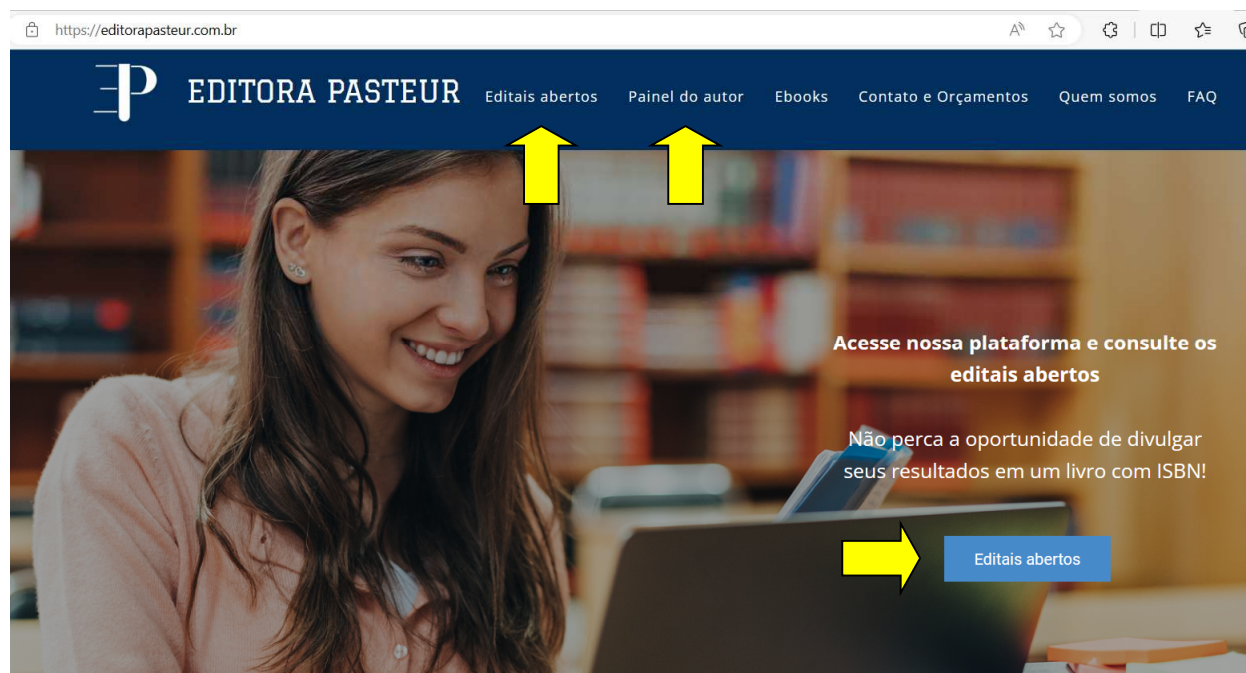 https://editorapasteur.com.br
EDITORA PASTEUR Editais abertos Painel do autor Ebooks Contato e Orçamentos Quem somos FAQ
Acesse nossa plataforma e consulte os
editais abertos
Não perca a oportunidade de divulgar
seus resultados em um livro com ISBN!
Editais abertos